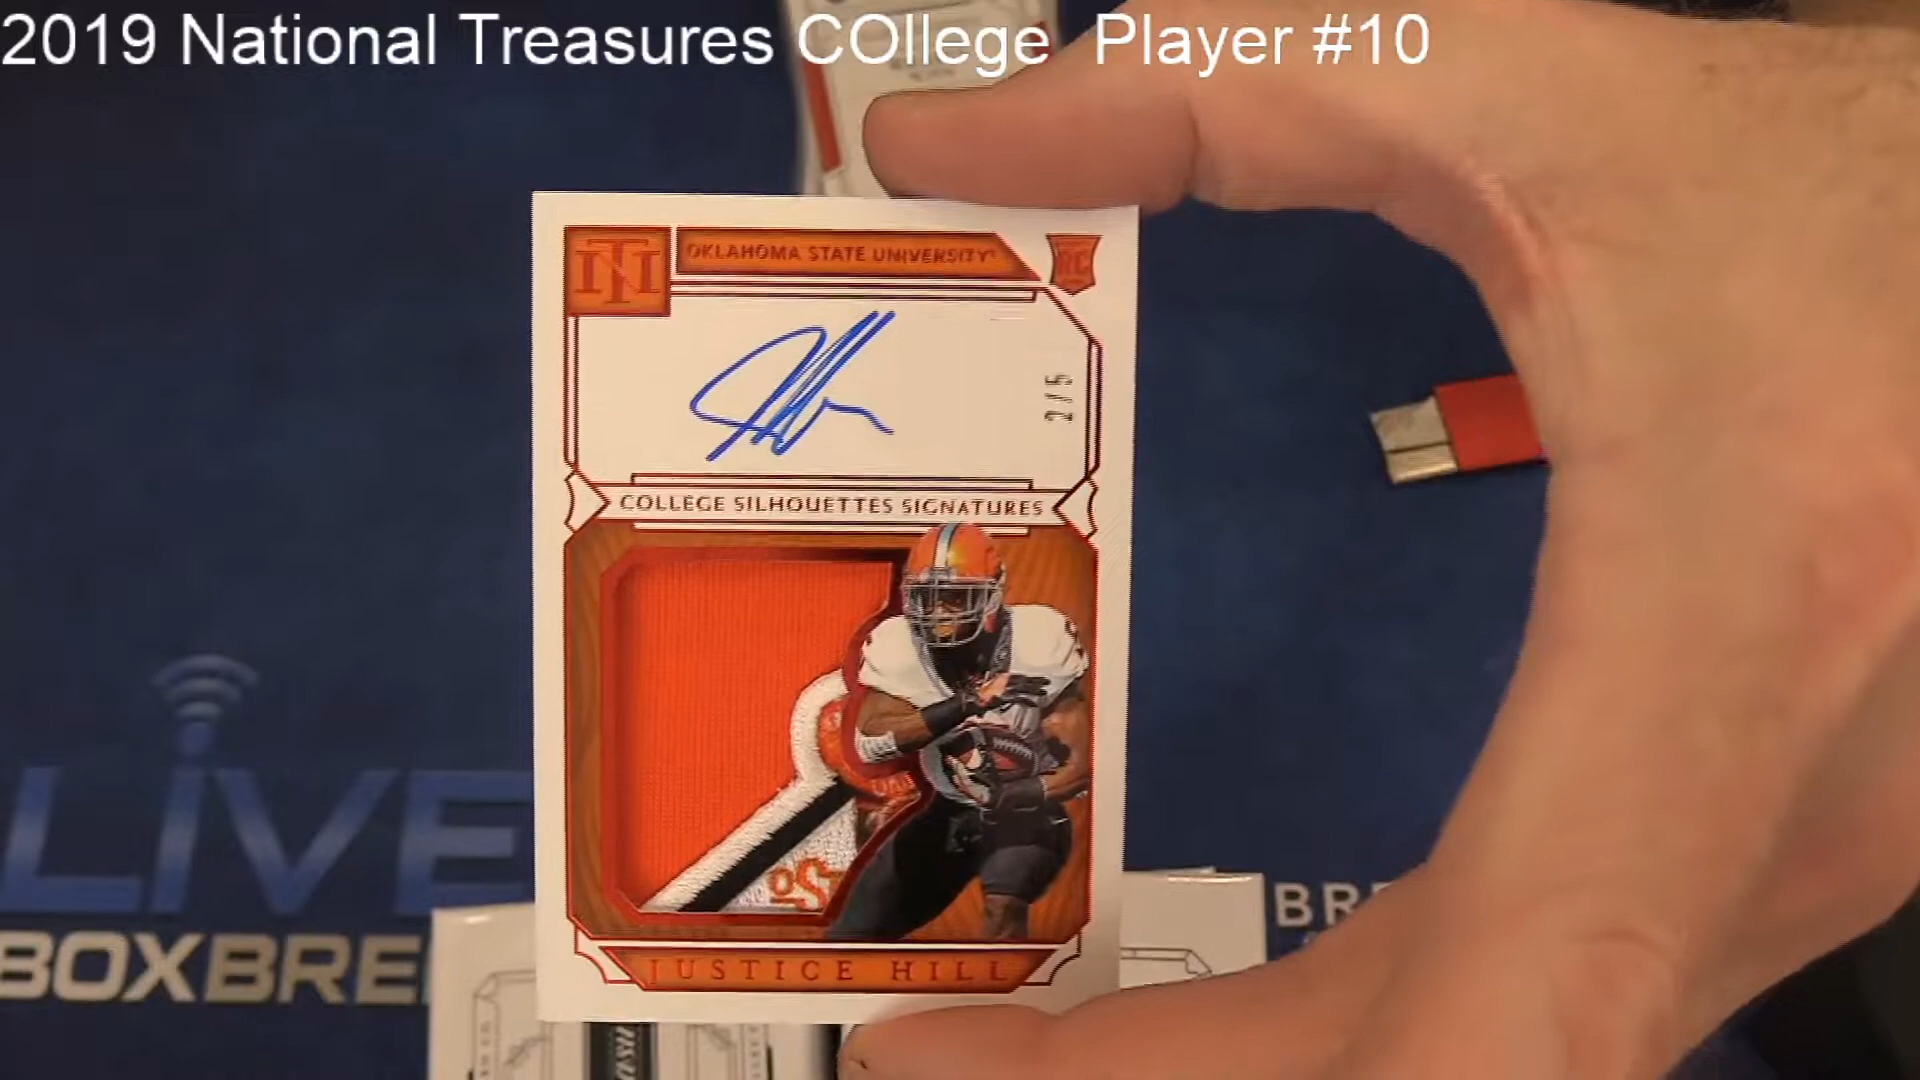 2019 National Treasures COllege  Player #10
NT
OKLAHOMA STATE UNIVERSITY
RC
2/5
COLLEGE SILHOUETTES SIGNATURES
JUSTICE HILL
LIVE
BOXBRE
BR